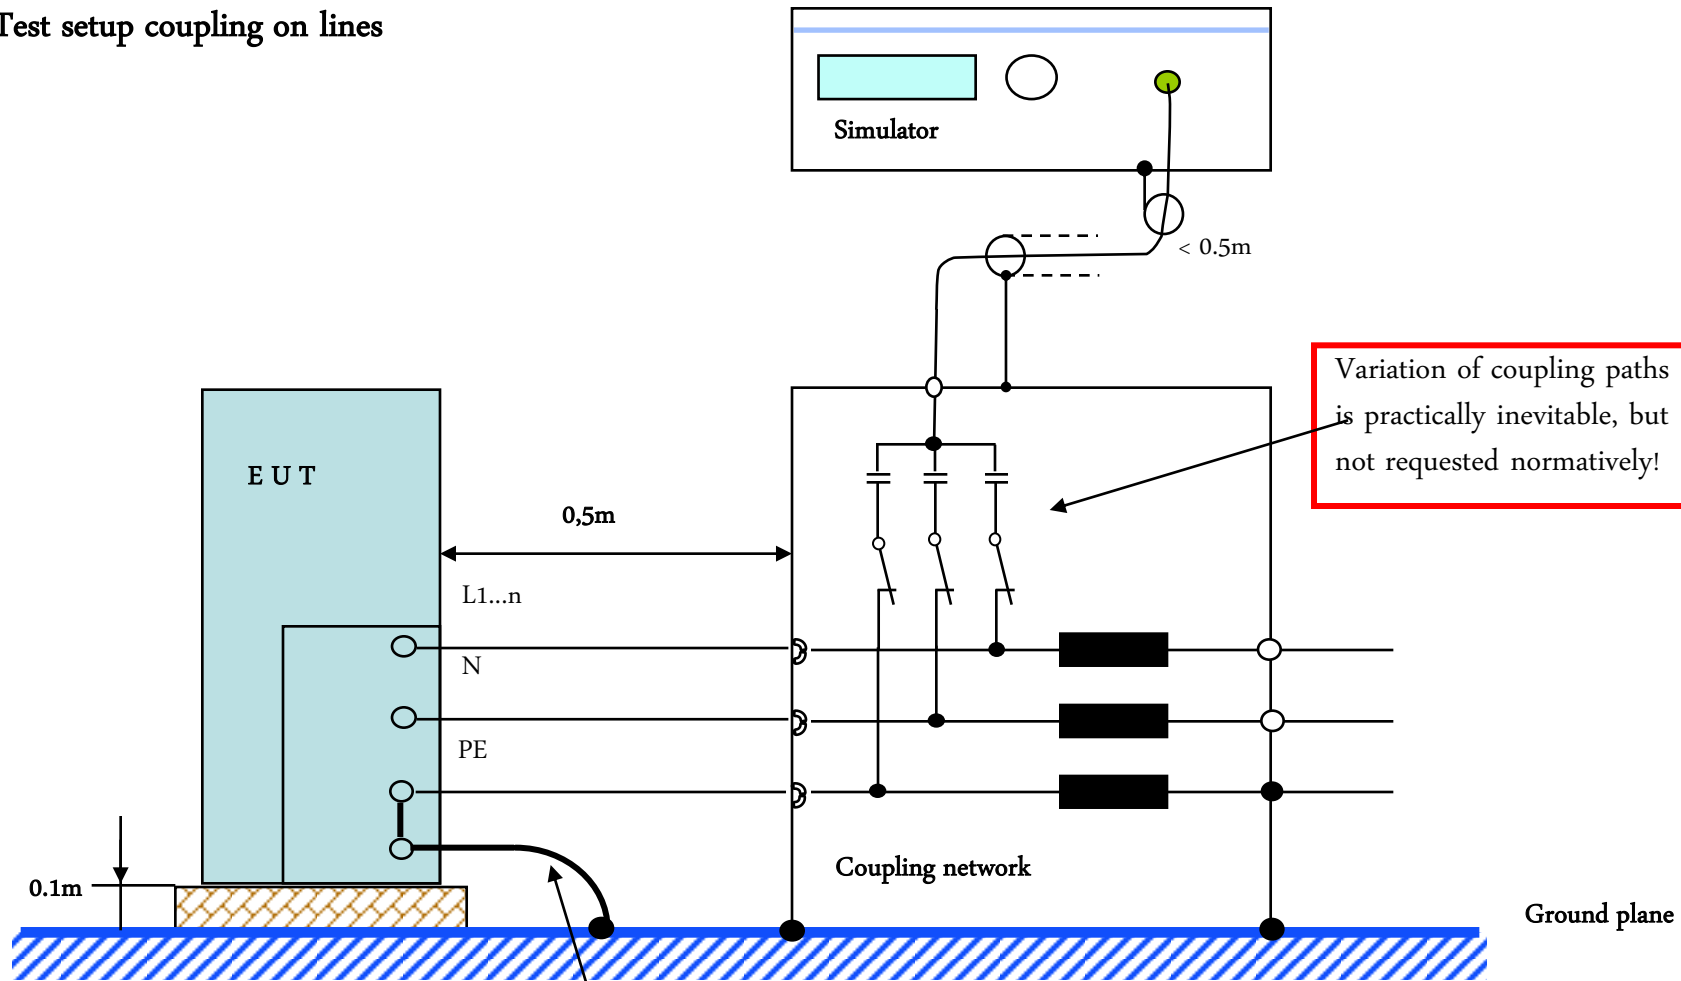 Test setup coupling on lines
Simulator
< 0.5m
Variation of coupling paths
is practically inevitable, but
not requested normatively!
E U T
0,5m
L1...n
N
PE
Coupling network
0.1m
Ground plane